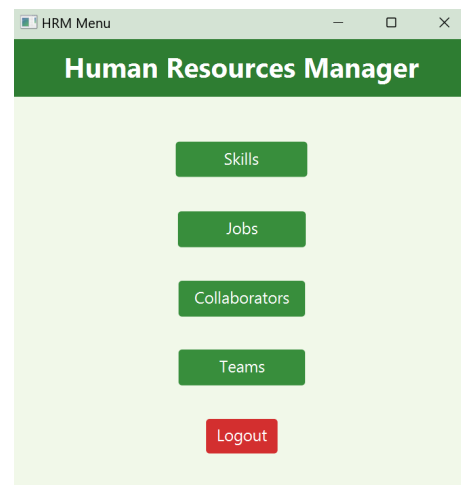 HRM Menu
Human Resources Manager
Skills
Jobs
Collaborators
Teams
Logout